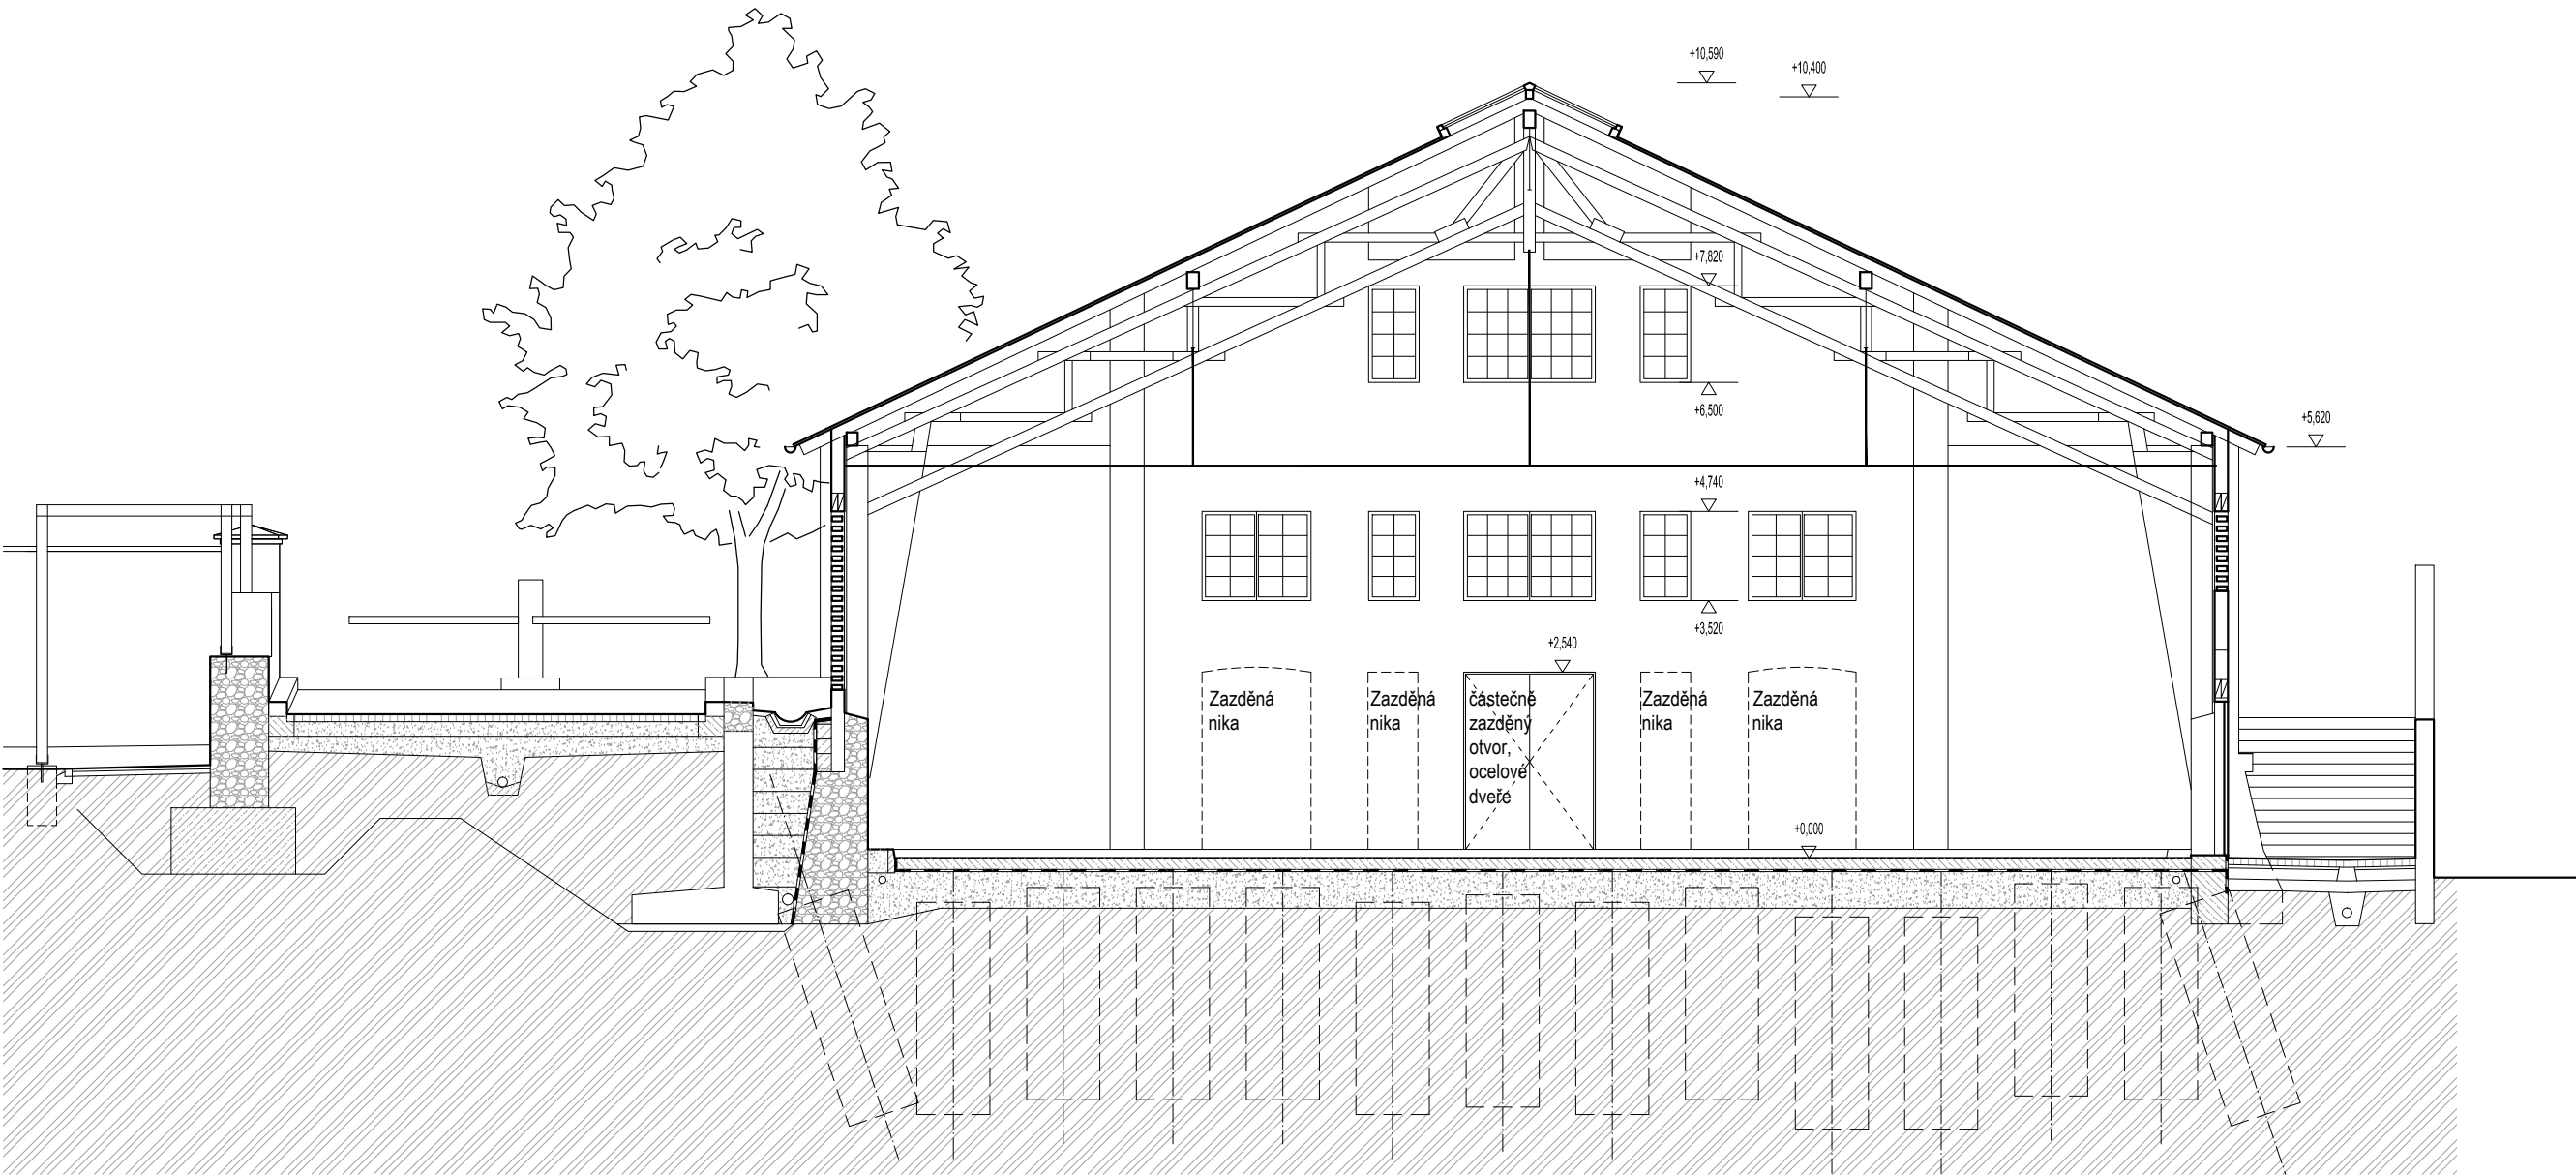 +10,590
+10,400
+7,820
+6,500
+5,620
+4,740
+3,520
+2,540
Zazděná
nika
Zazděná
nika
částečně
zazděný
otvor,
ocelové
dveře
Zazděná
nika
Zazděná
nika
+0,000